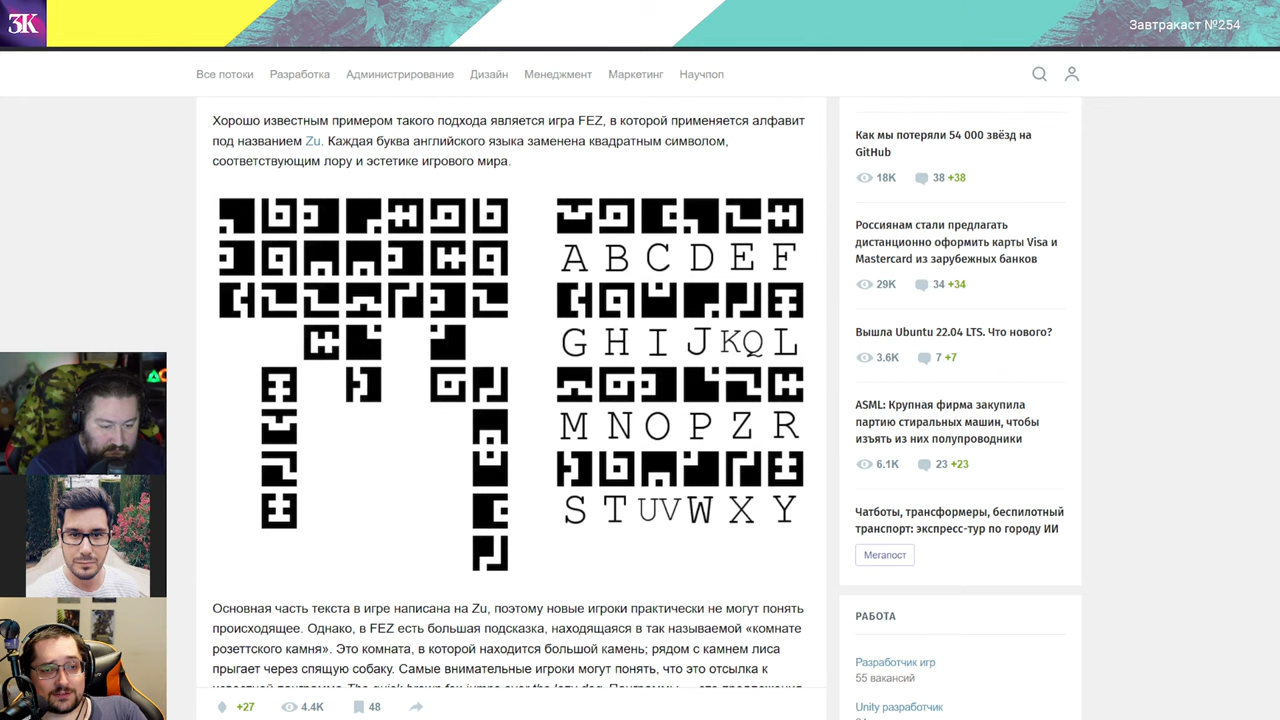 ЗК
Завтракаст №254
Все потоки Разработка Администрирование Дизайн Менеджмент Маркетинг Научпоп
Хорошо известным примером такого подхода является игра FEZ, в которой применяется алфавит
под названием Zu. Каждая буква английского языка заменена квадратным символом,
соответствующим лору и эстетике игрового мира.
A B C D E F
G H I J KQ L
M N O P Z R
S T UV W X Y
Основная часть текста в игре написана на Zu, поэтому новые игроки практически не могут понять
происходящее. Однако, в FEZ есть большая подсказка, находящаяся в так называемой «комнате
розеттского камня». Это комната, в которой находится большой камень; рядом с камнем лиса
прыгает через спящую собаку. Самые внимательные игроки могут понять, что это отсылка к
+27 4.4K 48
Как мы потеряли 54 000 звёзд на
GitHub
18K 38 +38
Россиянам стали предлагать
дистанционно оформить карты Visa и
Mastercard из зарубежных банков
29K 34 +34
Вышла Ubuntu 22.04 LTS. Что нового?
3.6K 7 +7
ASML: Крупная фирма закупила
партию стиральных машин, чтобы
изъять из них полупроводники
6.1K 23 +23
Чатботы, трансформеры, беспилотный
транспорт: экспресс-тур по городу ИИ
Мегапост
РАБОТА
Разработчик игр
55 вакансий
Unity разработчик